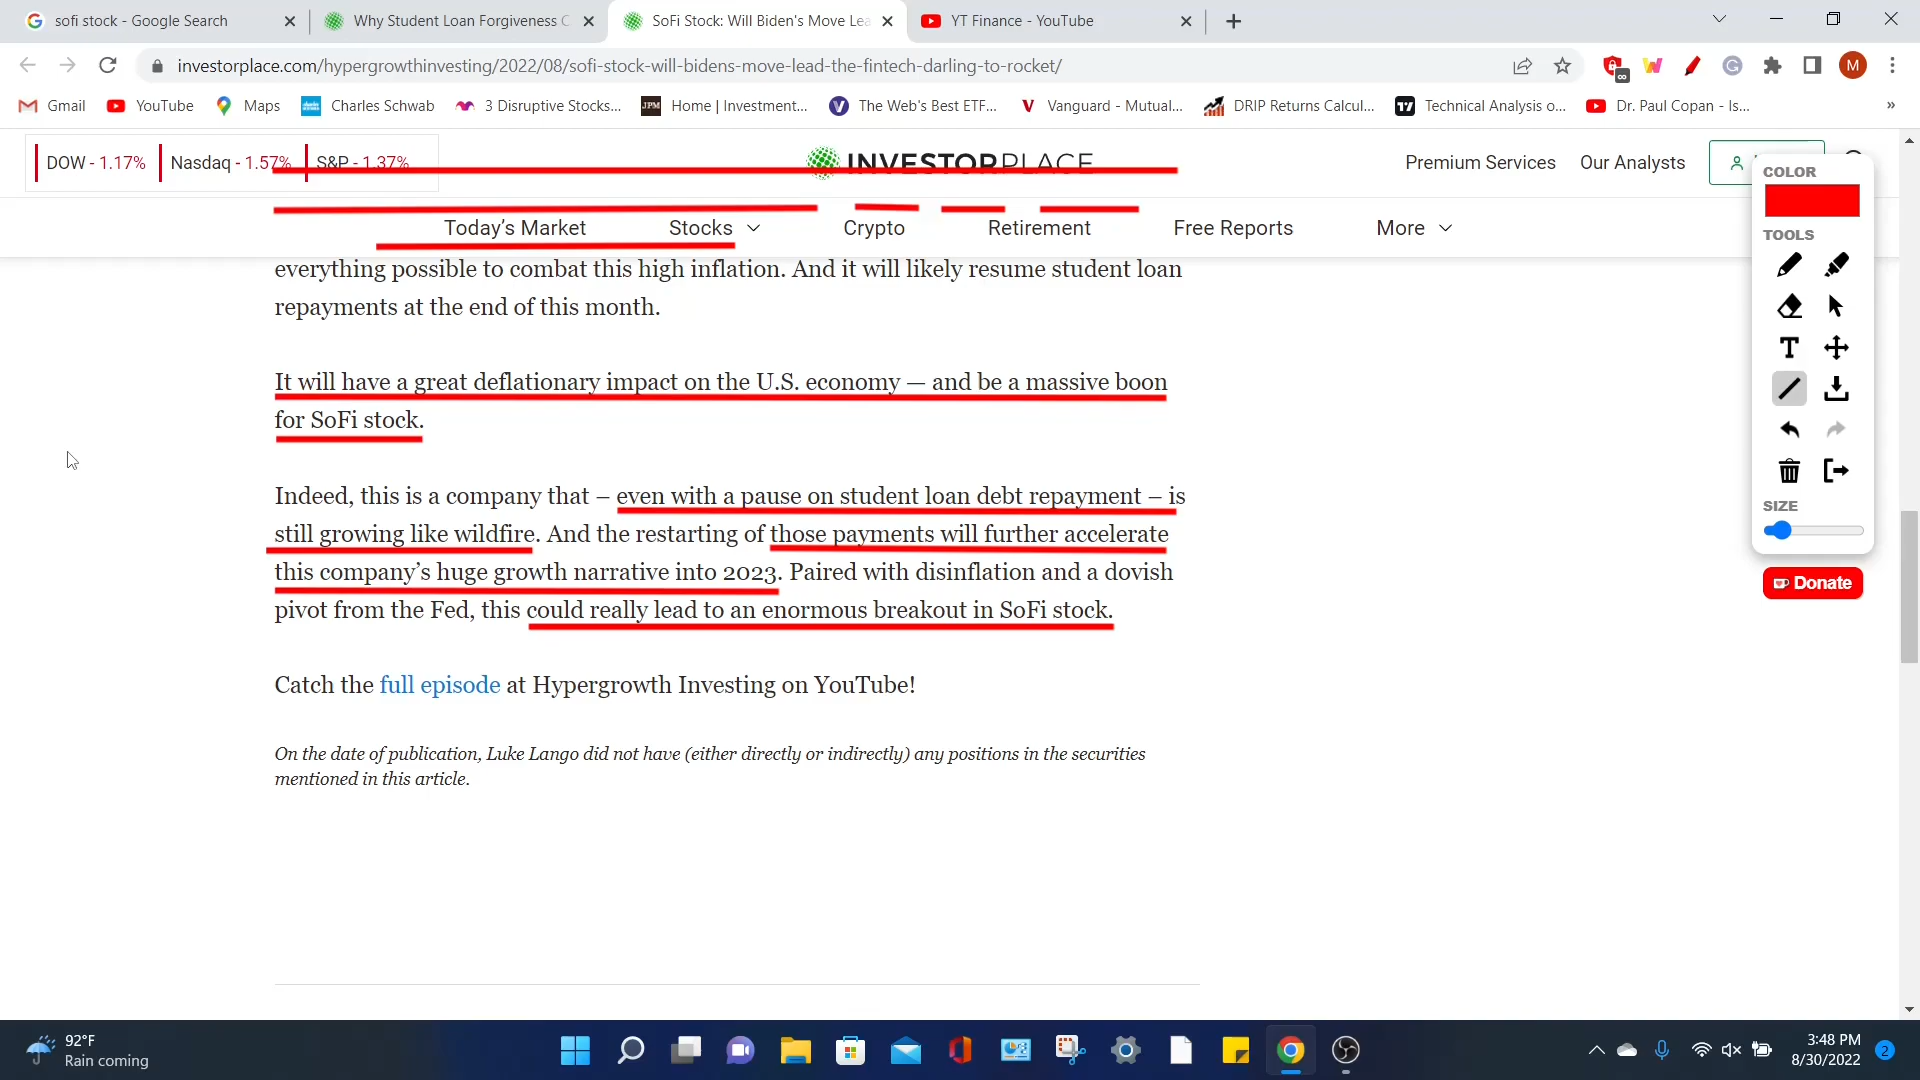 sofi stock - Google Search
Why Student Loan Forgiveness C
SoFi Stock: Will Biden's Move Lea
YT Finance - YouTube
investorplace.com/hypergrowthinvesting/2022/08/sofi-stock-will-bidens-move-lead-the-fintech-darling-to-rocket/
M
Gmail
YouTube
Maps
Charles Schwab
3 Disruptive Stocks...
Home | Investment...
The Web's Best ETF...
Vanguard - Mutual...
DRIP Returns Calcul...
Technical Analysis o...
Dr. Paul Copan - Is...
»
DOW - 1.17% Nasdaq - 1.57% S&P - 1.37%
INVESTORPLACE
Premium Services Our Analysts
Today's Market Stocks Crypto Retirement Free Reports More
everything possible to combat this high inflation. And it will likely resume student loan
repayments at the end of this month.
It will have a great deflationary impact on the U.S. economy — and be a massive boon
for SoFi stock.
Indeed, this is a company that – even with a pause on student loan debt repayment – is
still growing like wildfire. And the restarting of those payments will further accelerate
this company's huge growth narrative into 2023. Paired with disinflation and a dovish
pivot from the Fed, this could really lead to an enormous breakout in SoFi stock.
Catch the full episode at Hypergrowth Investing on YouTube!
On the date of publication, Luke Lango did not have (either directly or indirectly) any positions in the securities
mentioned in this article.
COLOR
TOOLS
T
SIZE
Donate
92°F
Rain coming
3:48 PM
8/30/2022
2